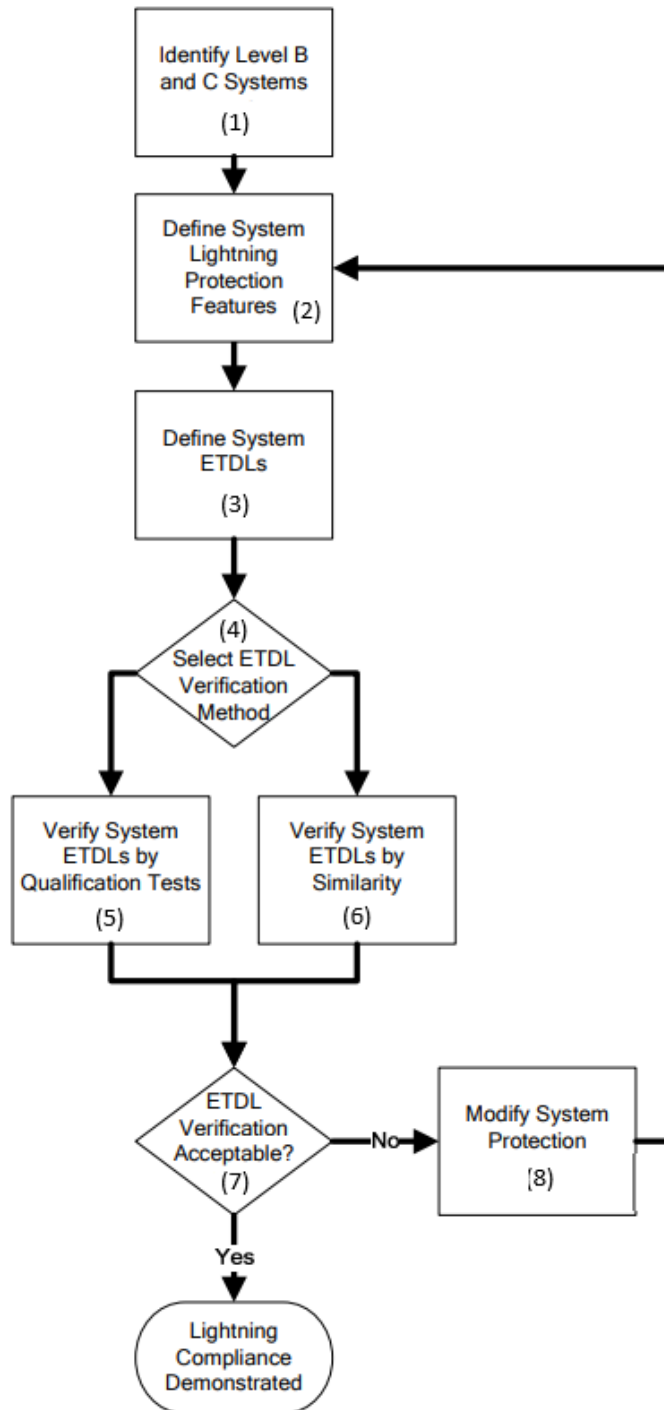 Identify Level B
and C Systems
(1)
Define System
Lightning
Protection
Features
(2)
Define System
ETDLs
(3)
(4)
Select ETDL
Verification
Method
Verify System
ETDLs by
Qualification Tests
(5)
Verify System
ETDLs by
Similarity
(6)
ETDL
Verification
Acceptable?
(7)
No
Modify System
Protection
(8)
Yes
Lightning
Compliance
Demonstrated